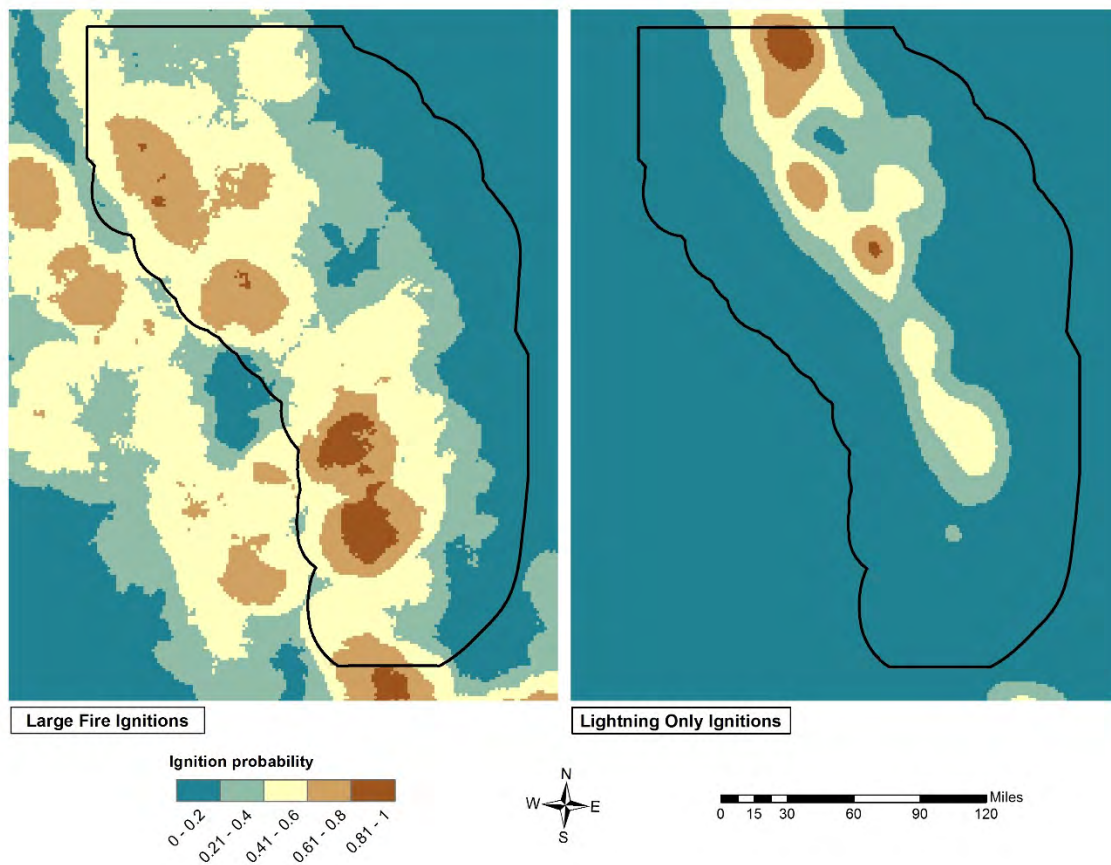 Large Fire Ignitions
Lightning Only Ignitions
Ignition probability
0 - 0.2
0.21 - 0.4
0.41 - 0.6
0.61 - 0.8
0.81 - 1
N
W E
S
Miles
0 15 30 60 90 120